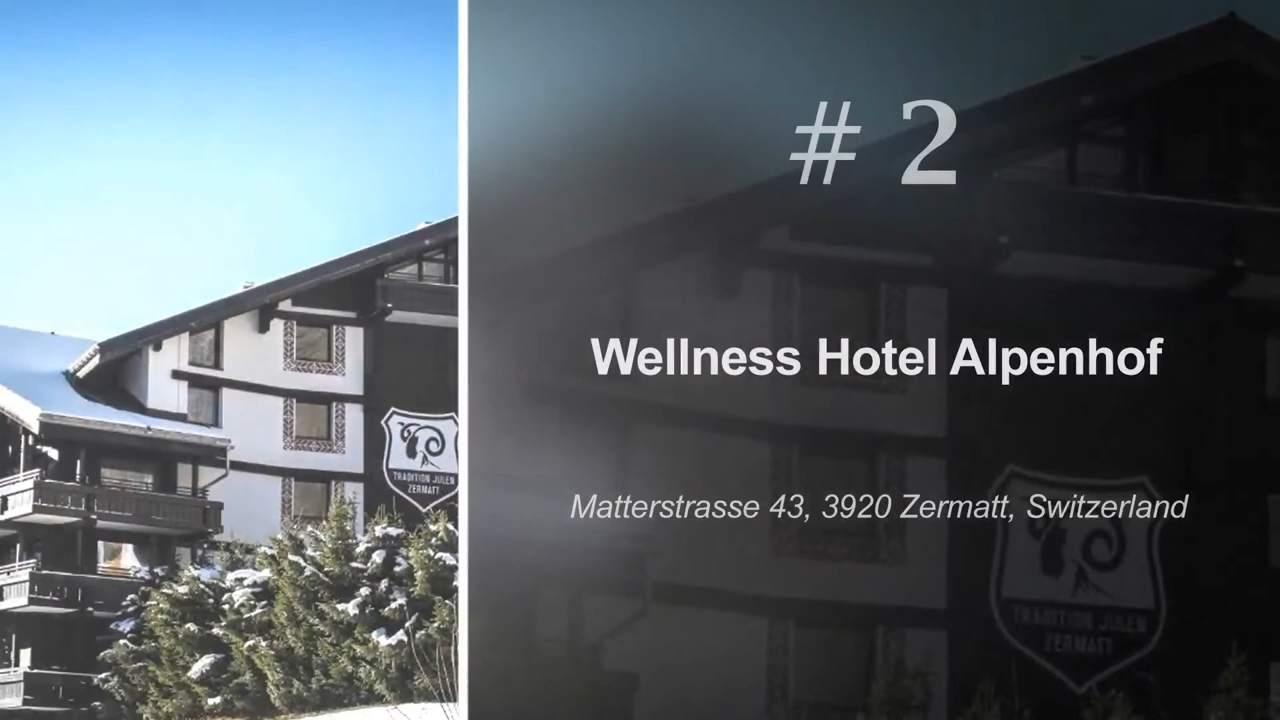 # 2
Wellness Hotel Alpenhof
Matterstrasse 43, 3920 Zermatt, Switzerland
TRADITION JULEN
ZERMATT
TRADITION JULEN
ZERMATT